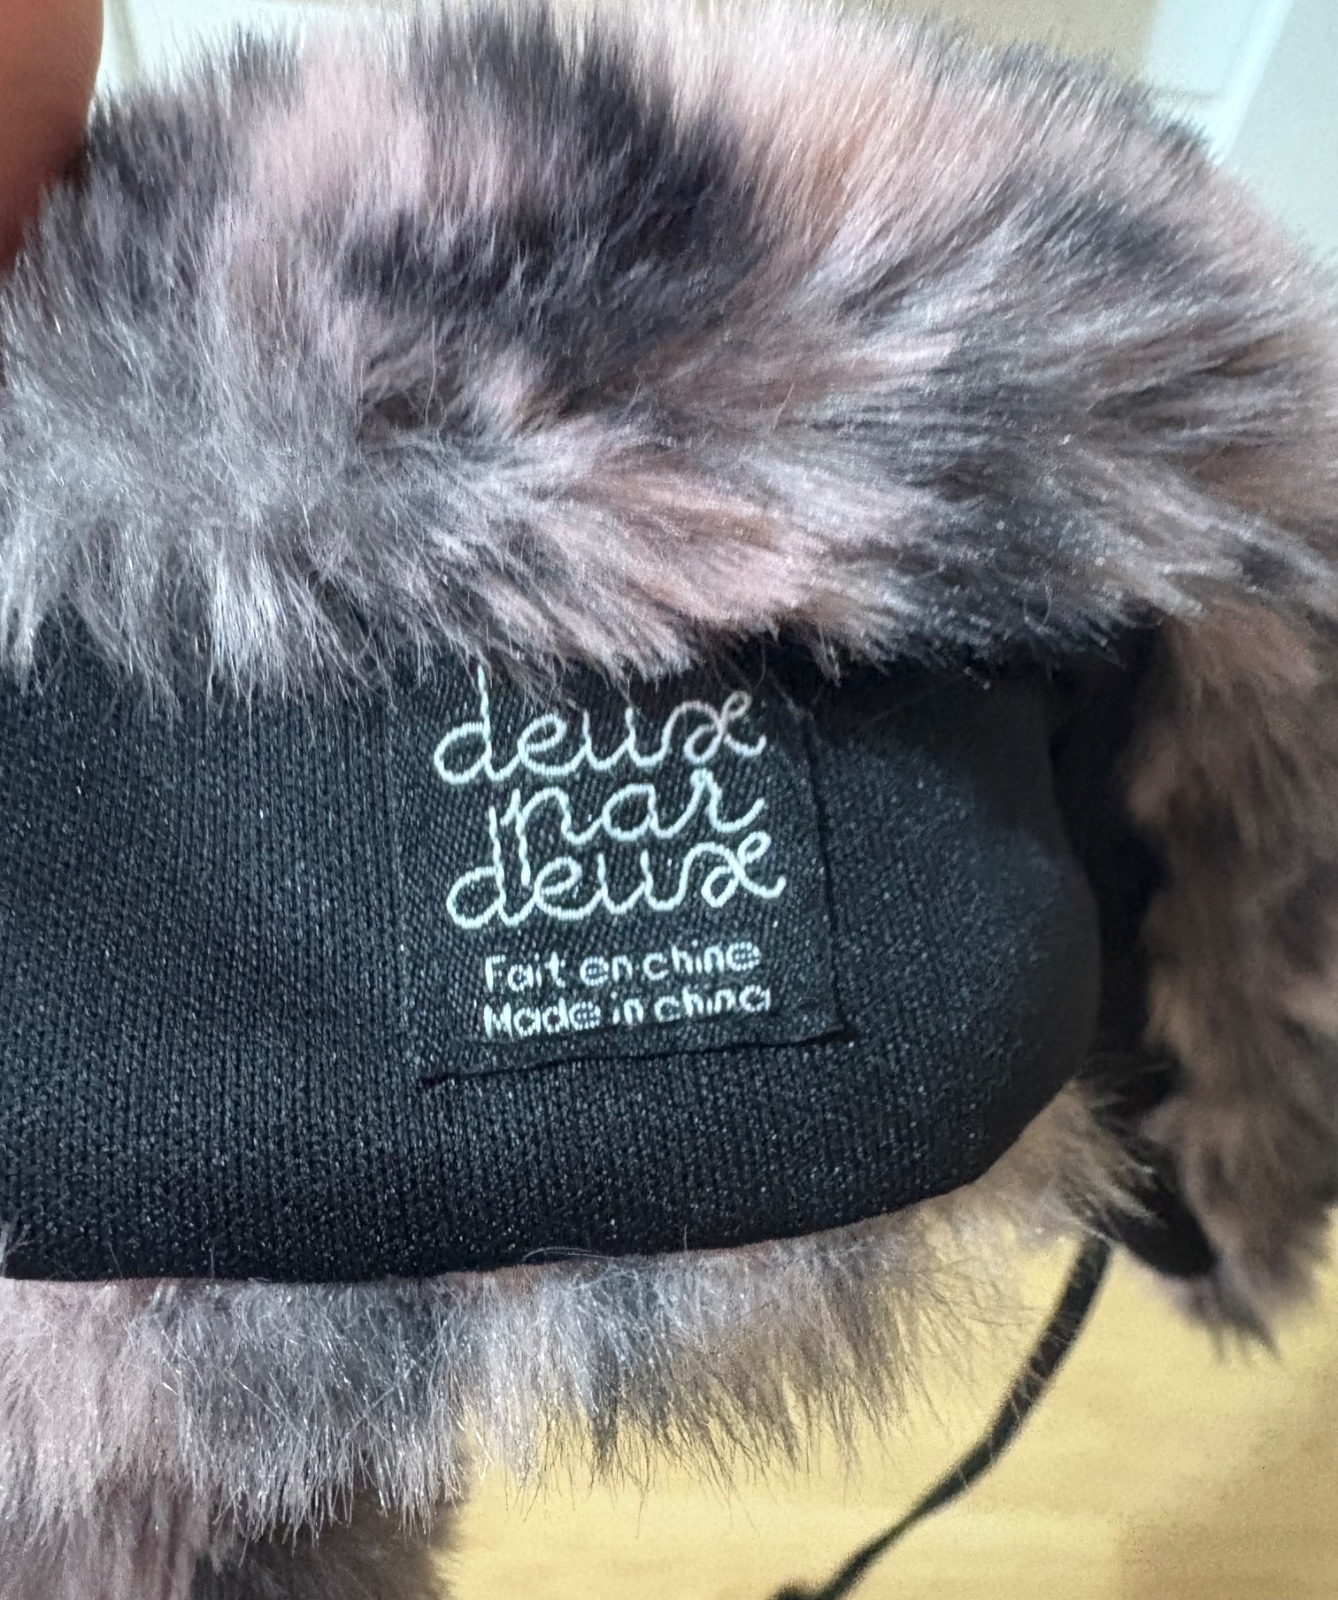 deux
par
deux
Fait en chine
Made in china